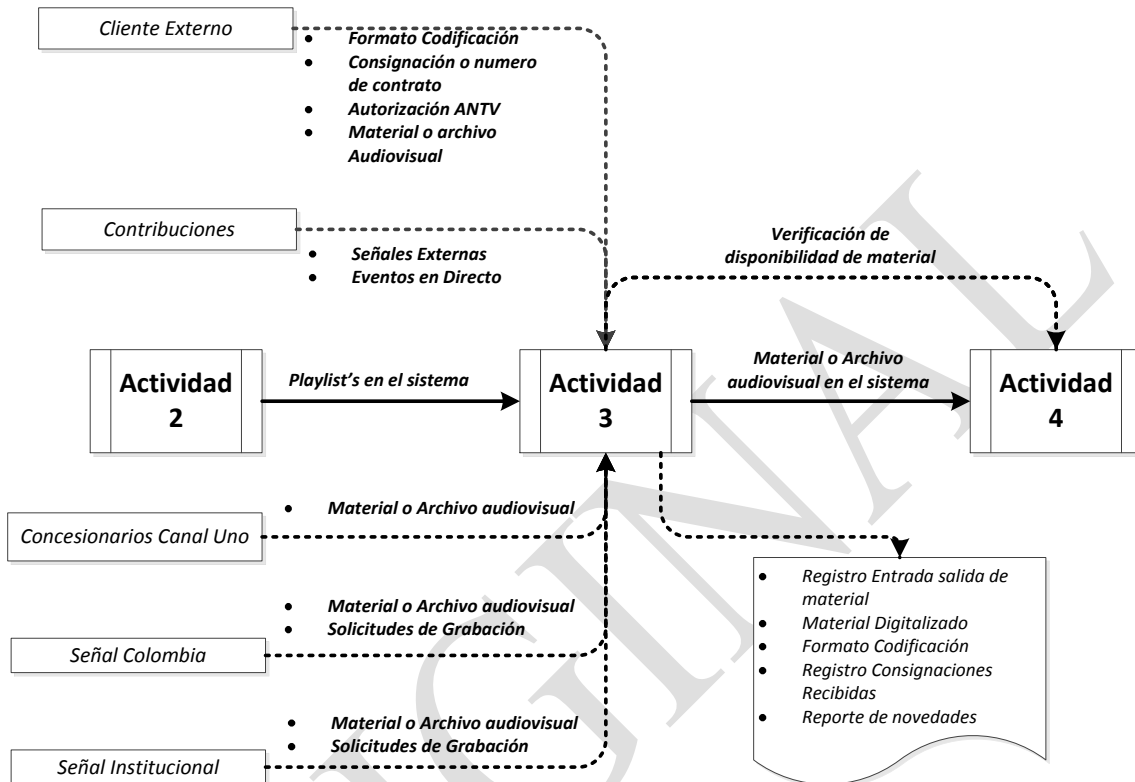 Cliente Externo
• Formato Codificación
• Consignación o numero
de contrato
• Autorización ANTV
• Material o archivo
Audiovisual
Contribuciones
• Señales Externas
• Eventos en Directo
Verificación de
disponibilidad de material
Actividad
2
Playlist's en el sistema
Actividad
3
Material o Archivo
audiovisual en el sistema
Actividad
4
• Material o Archivo audiovisual
Concesionarios Canal Uno
• Material o Archivo audiovisual
• Solicitudes de Grabación
Señal Colombia
• Material o Archivo audiovisual
• Solicitudes de Grabación
Señal Institucional
• Registro Entrada salida de
material
• Material Digitalizado
• Formato Codificación
• Registro Consignaciones
Recibidas
• Reporte de novedades
GINAL